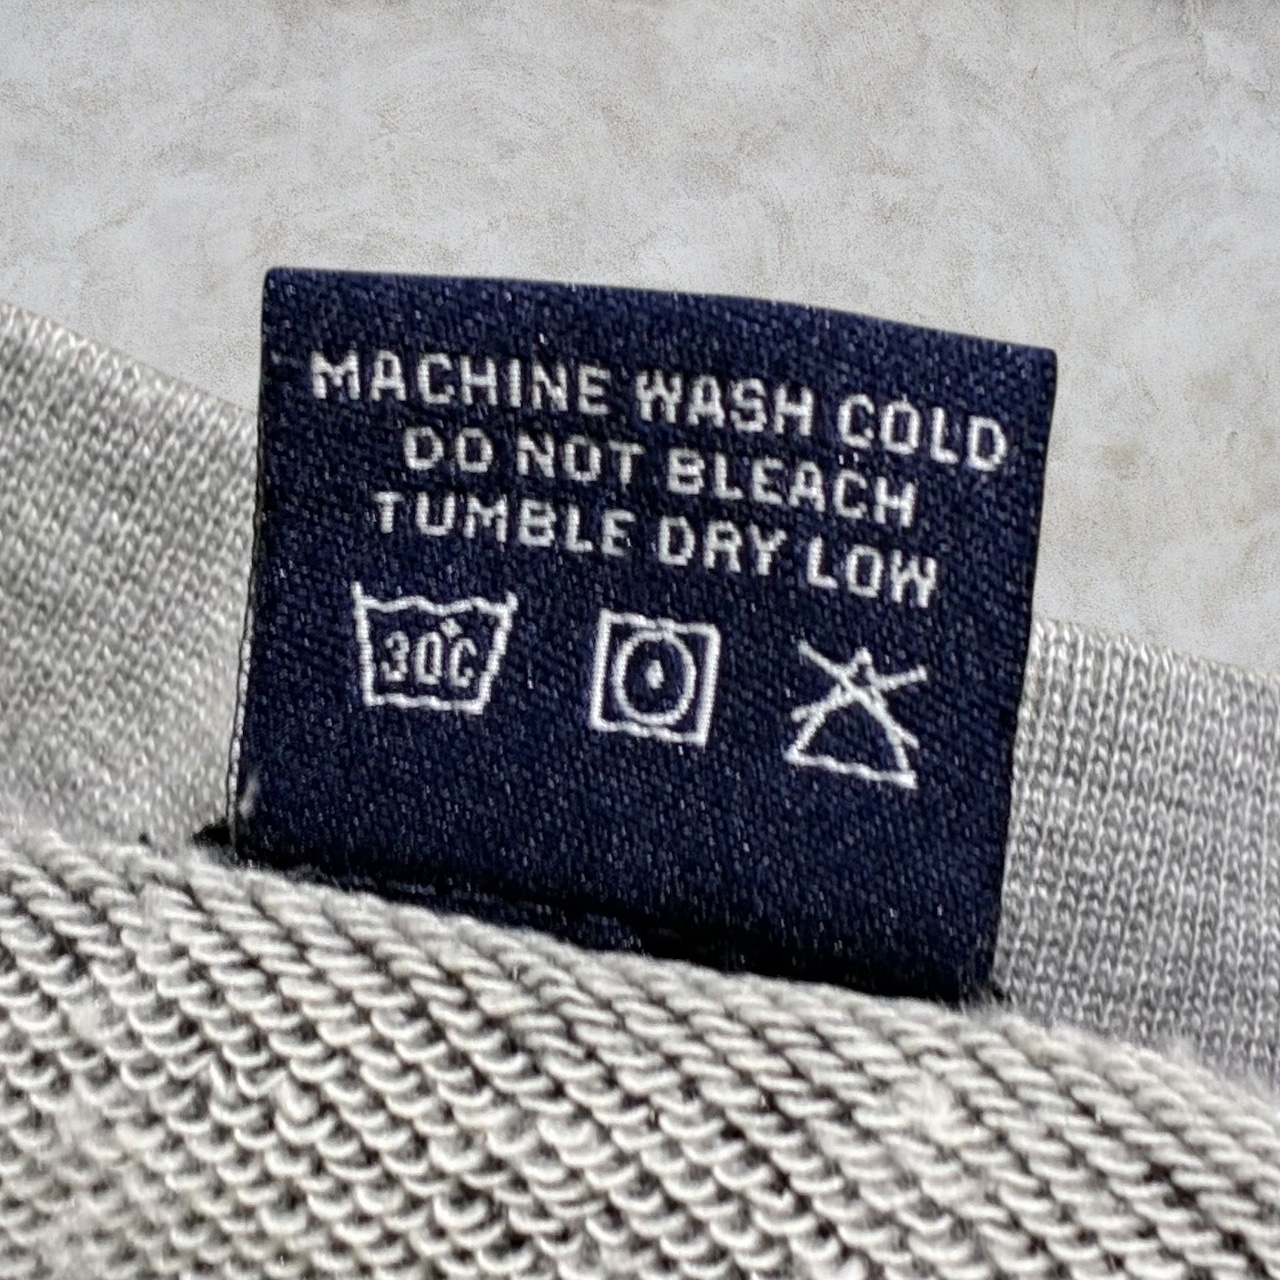 MACHINE WASH COLD
DO NOT BLEACH
TUMBLE DRY LOW
30°C